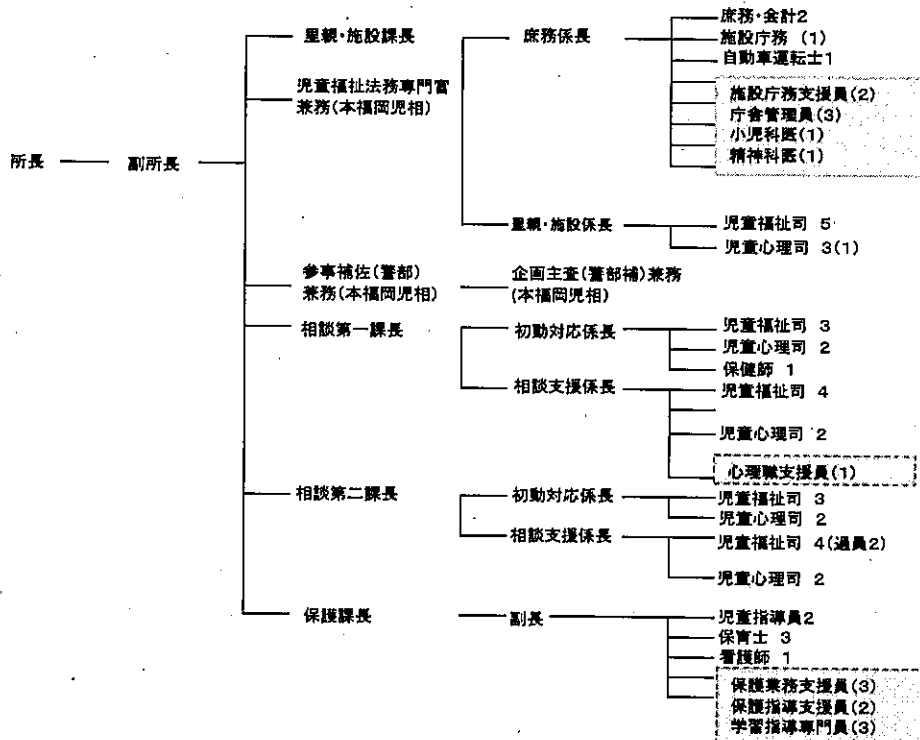 所長
副所長
里親・施設課長
庶務係長
庶務・会計2
施設庁務 (1)
自動車運転士1
施設庁務支援員(2)
庁舎管理員(3)
小児科医(1)
精神科医(1)
里親・施設係長
児童福祉司 5
児童心理司 3(1)
児童福祉法務専門官
兼務(本福岡児相)
参事補佐(警部)
兼務(本福岡児相)
企画主査(警部補)兼務
(本福岡児相)
相談第一課長
初動対応係長
児童福祉司 3
児童心理司 2
保健師 1
相談支援係長
児童福祉司 4
児童心理司 2
心理職支援員(1)
相談第二課長
初動対応係長
児童福祉司 3
児童心理司 2
相談支援係長
児童福祉司 4(過員2)
児童心理司 2
保護課長
副長
児童指導員2
保育士 3
看護師 1
保護業務支援員(3)
保護指導支援員(2)
学習指導専門員(3)